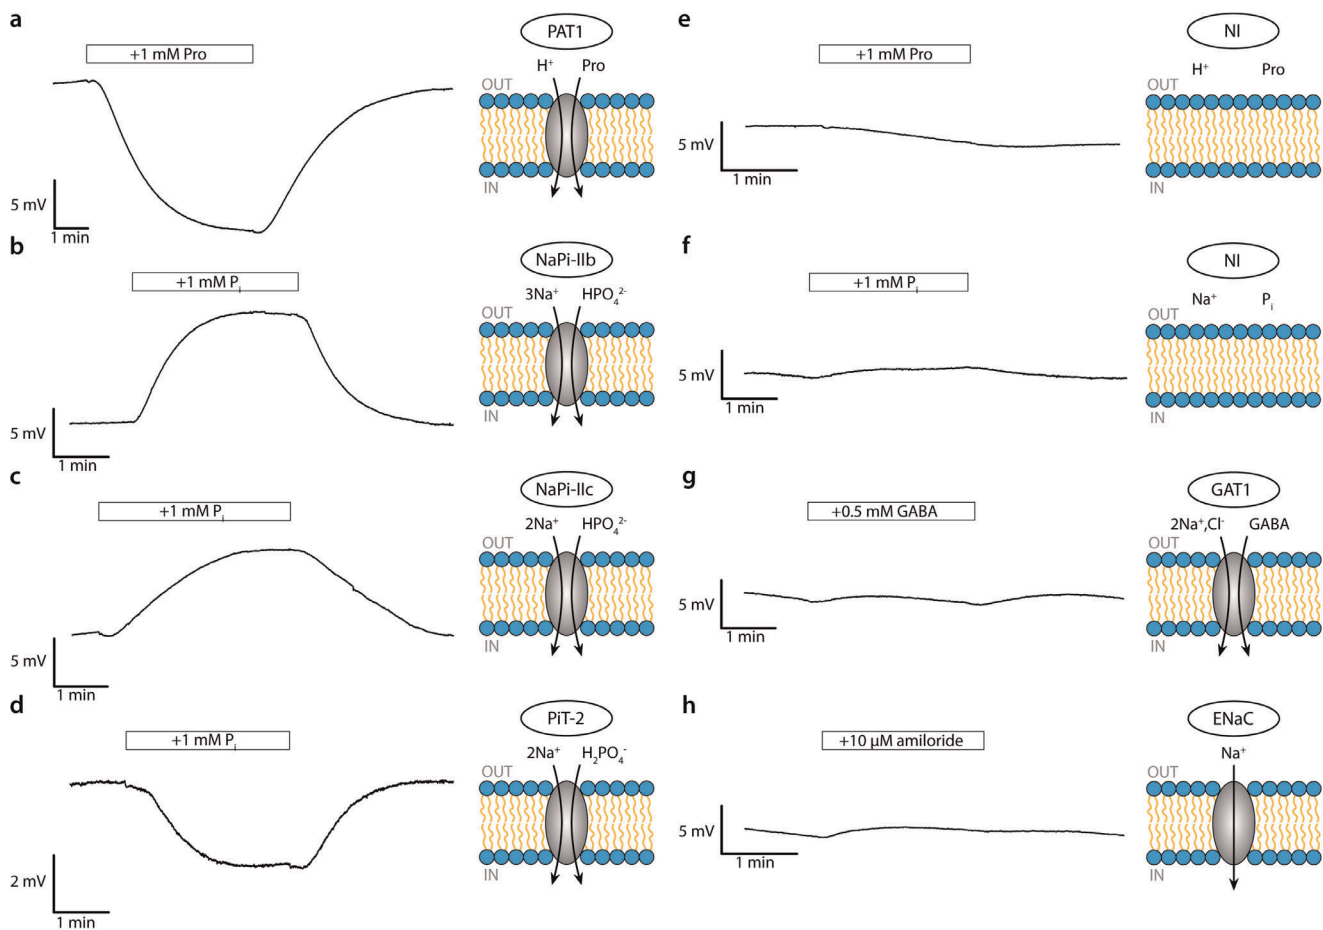 a
+1 mM Pro
5 mV
1 min
PAT1
H⁺ Pro
OUT
IN
b
+1 mM Pᵢ
5 mV
1 min
NaPi-IIb
3Na⁺ HPO₄²⁻
OUT
IN
c
+1 mM Pᵢ
5 mV
1 min
NaPi-IIc
2Na⁺ HPO₄²⁻
OUT
IN
d
+1 mM Pᵢ
2 mV
1 min
PiT-2
2Na⁺ H₂PO₄⁻
OUT
IN
e
+1 mM Pro
5 mV
1 min
NI
H⁺ Pro
OUT
IN
f
+1 mM Pᵢ
5 mV
1 min
NI
Na⁺ Pᵢ
OUT
IN
g
+0.5 mM GABA
5 mV
1 min
GAT1
2Na⁺,Cl⁻ GABA
OUT
IN
h
+10 µM amiloride
5 mV
1 min
ENaC
Na⁺
OUT
IN